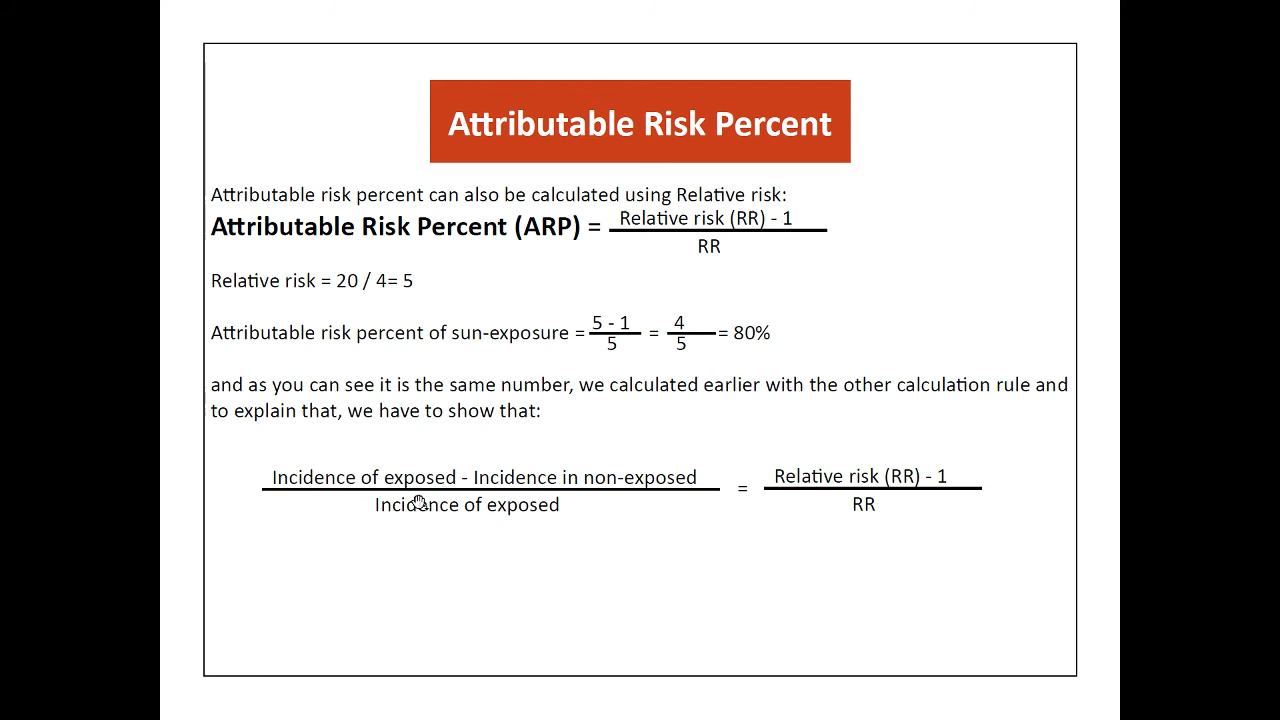 Attributable Risk Percent
Attributable risk percent can also be calculated using Relative risk:
Attributable Risk Percent (ARP) = Relative risk (RR) - 1
RR
Relative risk = 20 / 4= 5
Attributable risk percent of sun-exposure = 5 - 1 = 4 = 80%
5 5
and as you can see it is the same number, we calculated earlier with the other calculation rule and
to explain that, we have to show that:
Incidence of exposed - Incidence in non-exposed = Relative risk (RR) - 1
Incidence of exposed RR